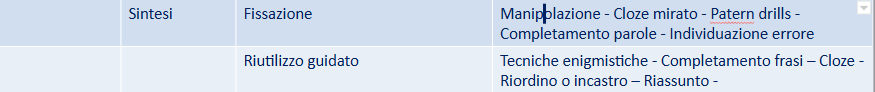 Sintesi Fissazione Manipolazione - Cloze mirato - Patern drills -
Completamento parole - Individuazione errore
Riutilizzo guidato Tecniche enigmistiche - Completamento frasi – Cloze -
Riordino o incastro – Riassunto -